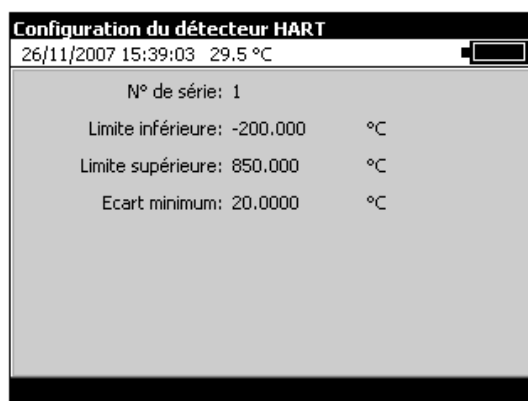 Configuration du détecteur HART
26/11/2007 15:39:03 29.5 °C
N° de série: 1
Limite inférieure: -200.000 °C
Limite supérieure: 850.000 °C
Ecart minimum: 20.0000 °C